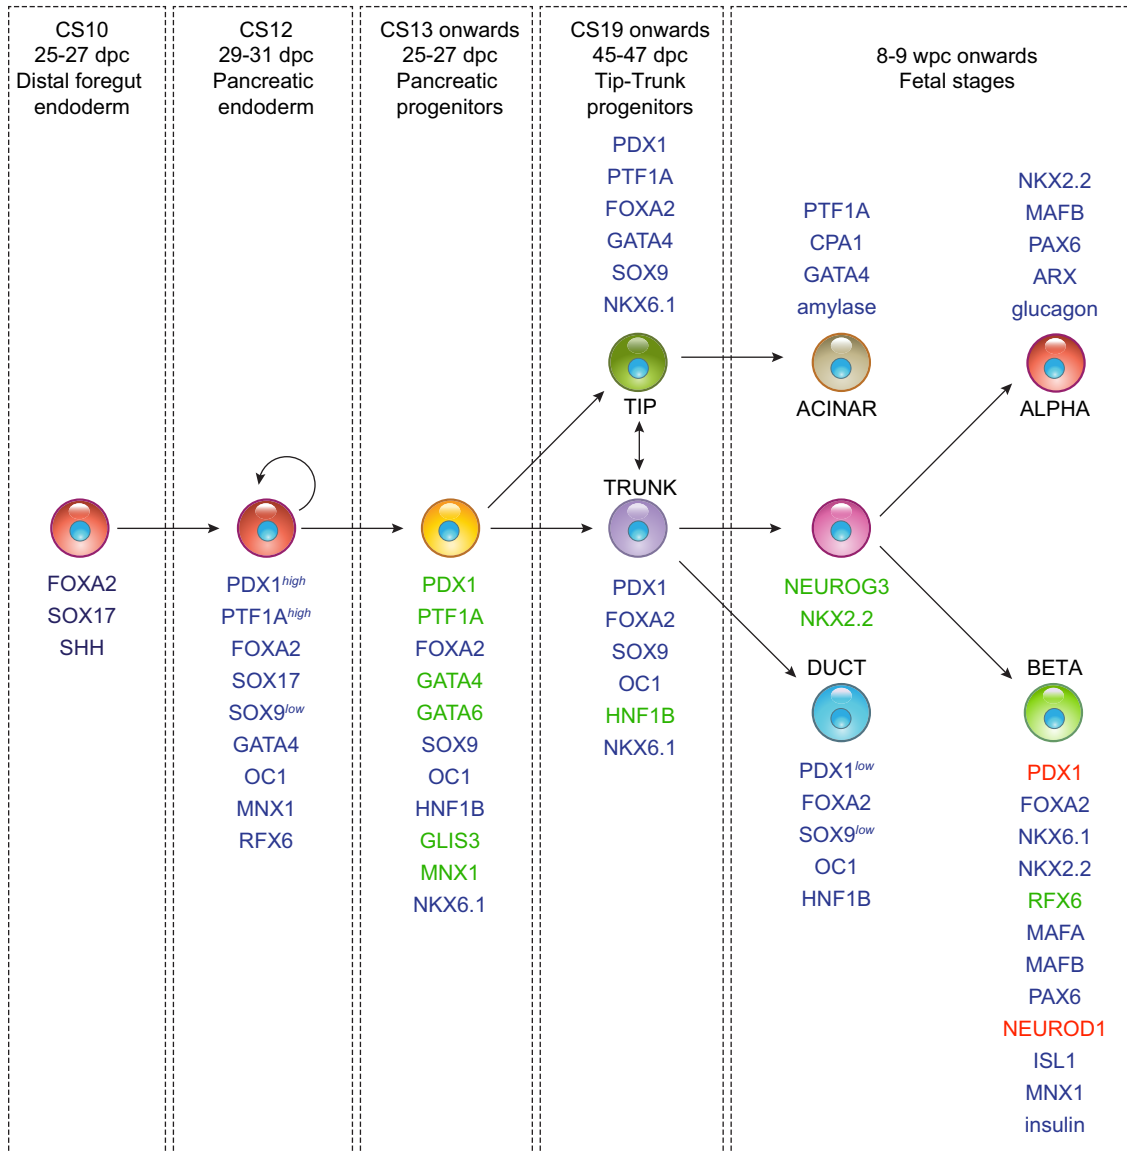 CS10
25-27 dpc
Distal foregut
endoderm
FOXA2
SOX17
SHH
CS12
29-31 dpc
Pancreatic
endoderm
PDX1high
PTF1Ahigh
FOXA2
SOX17
SOX9low
GATA4
OC1
MNX1
RFX6
CS13 onwards
25-27 dpc
Pancreatic
progenitors
PDX1
PTF1A
FOXA2
GATA4
GATA6
SOX9
OC1
HNF1B
GLIS3
MNX1
NKX6.1
CS19 onwards
45-47 dpc
Tip-Trunk
progenitors
PDX1
PTF1A
FOXA2
GATA4
SOX9
NKX6.1
TIP
TRUNK
PDX1
FOXA2
SOX9
OC1
HNF1B
NKX6.1
8-9 wpc onwards
Fetal stages
PTF1A
CPA1
GATA4
amylase
ACINAR
NEUROG3
NKX2.2
DUCT
PDX1low
FOXA2
SOX9low
OC1
HNF1B
NKX2.2
MAFB
PAX6
ARX
glucagon
ALPHA
BETA
PDX1
FOXA2
NKX6.1
NKX2.2
RFX6
MAFA
MAFB
PAX6
NEUROD1
ISL1
MNX1
insulin